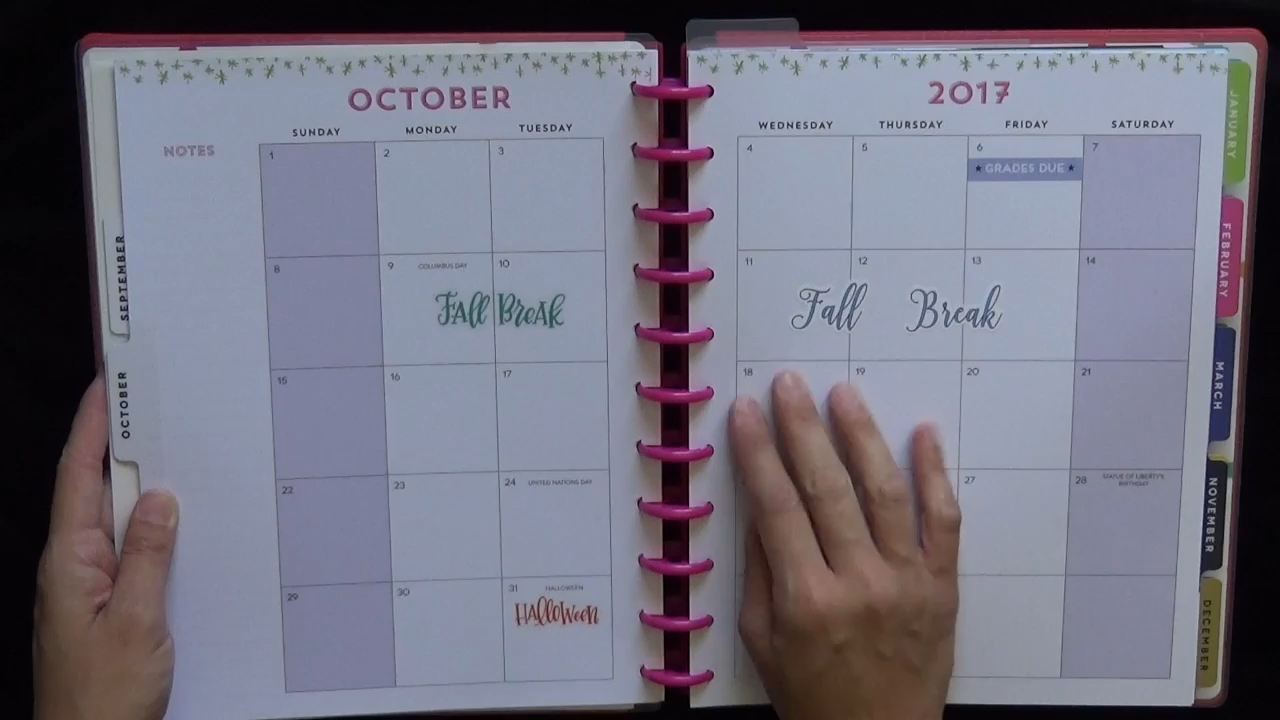 OCTOBER
NOTES
SUNDAY MONDAY TUESDAY
1 2 3
8 9 COLUMBUS DAY 10
FALL BREAK
15 16 17
22 23 24 UNITED NATIONS DAY
29 30 31 HALLOWEEN
HALLOWEEN
SEPTEMBER
OCTOBER
2017
WEDNESDAY THURSDAY FRIDAY SATURDAY
4 5 6 7
★ GRADES DUE ★
11 12 13 14
Fall Break
18 19 20 21
27 28 STATUE OF LIBERTY'S
BIRTHDAY
JANUARY
FEBRUARY
MARCH
NOVEMBER
DECEMBER